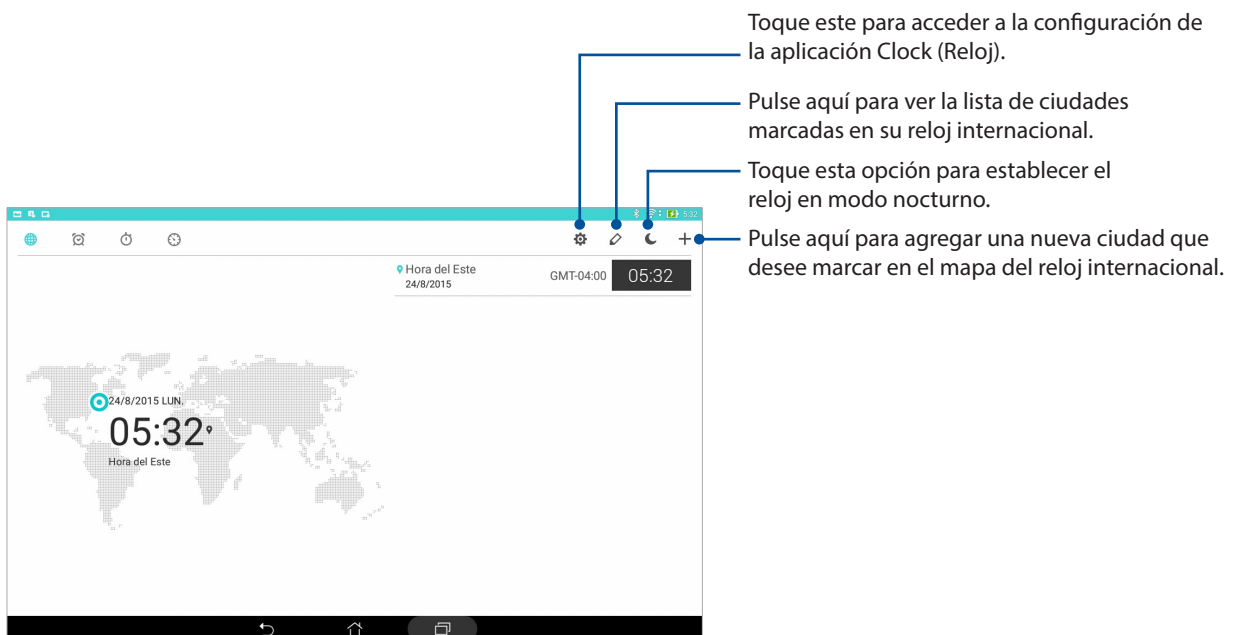 Toque este para acceder a la configuración de
la aplicación Clock (Reloj).
Pulse aquí para ver la lista de ciudades
marcadas en su reloj internacional.
Toque esta opción para establecer el
reloj en modo nocturno.
Pulse aquí para agregar una nueva ciudad que
desee marcar en el mapa del reloj internacional.
5:32
Hora del Este
24/8/2015
GMT-04:00
05:32
24/8/2015 LUN.
05:32
Hora del Este